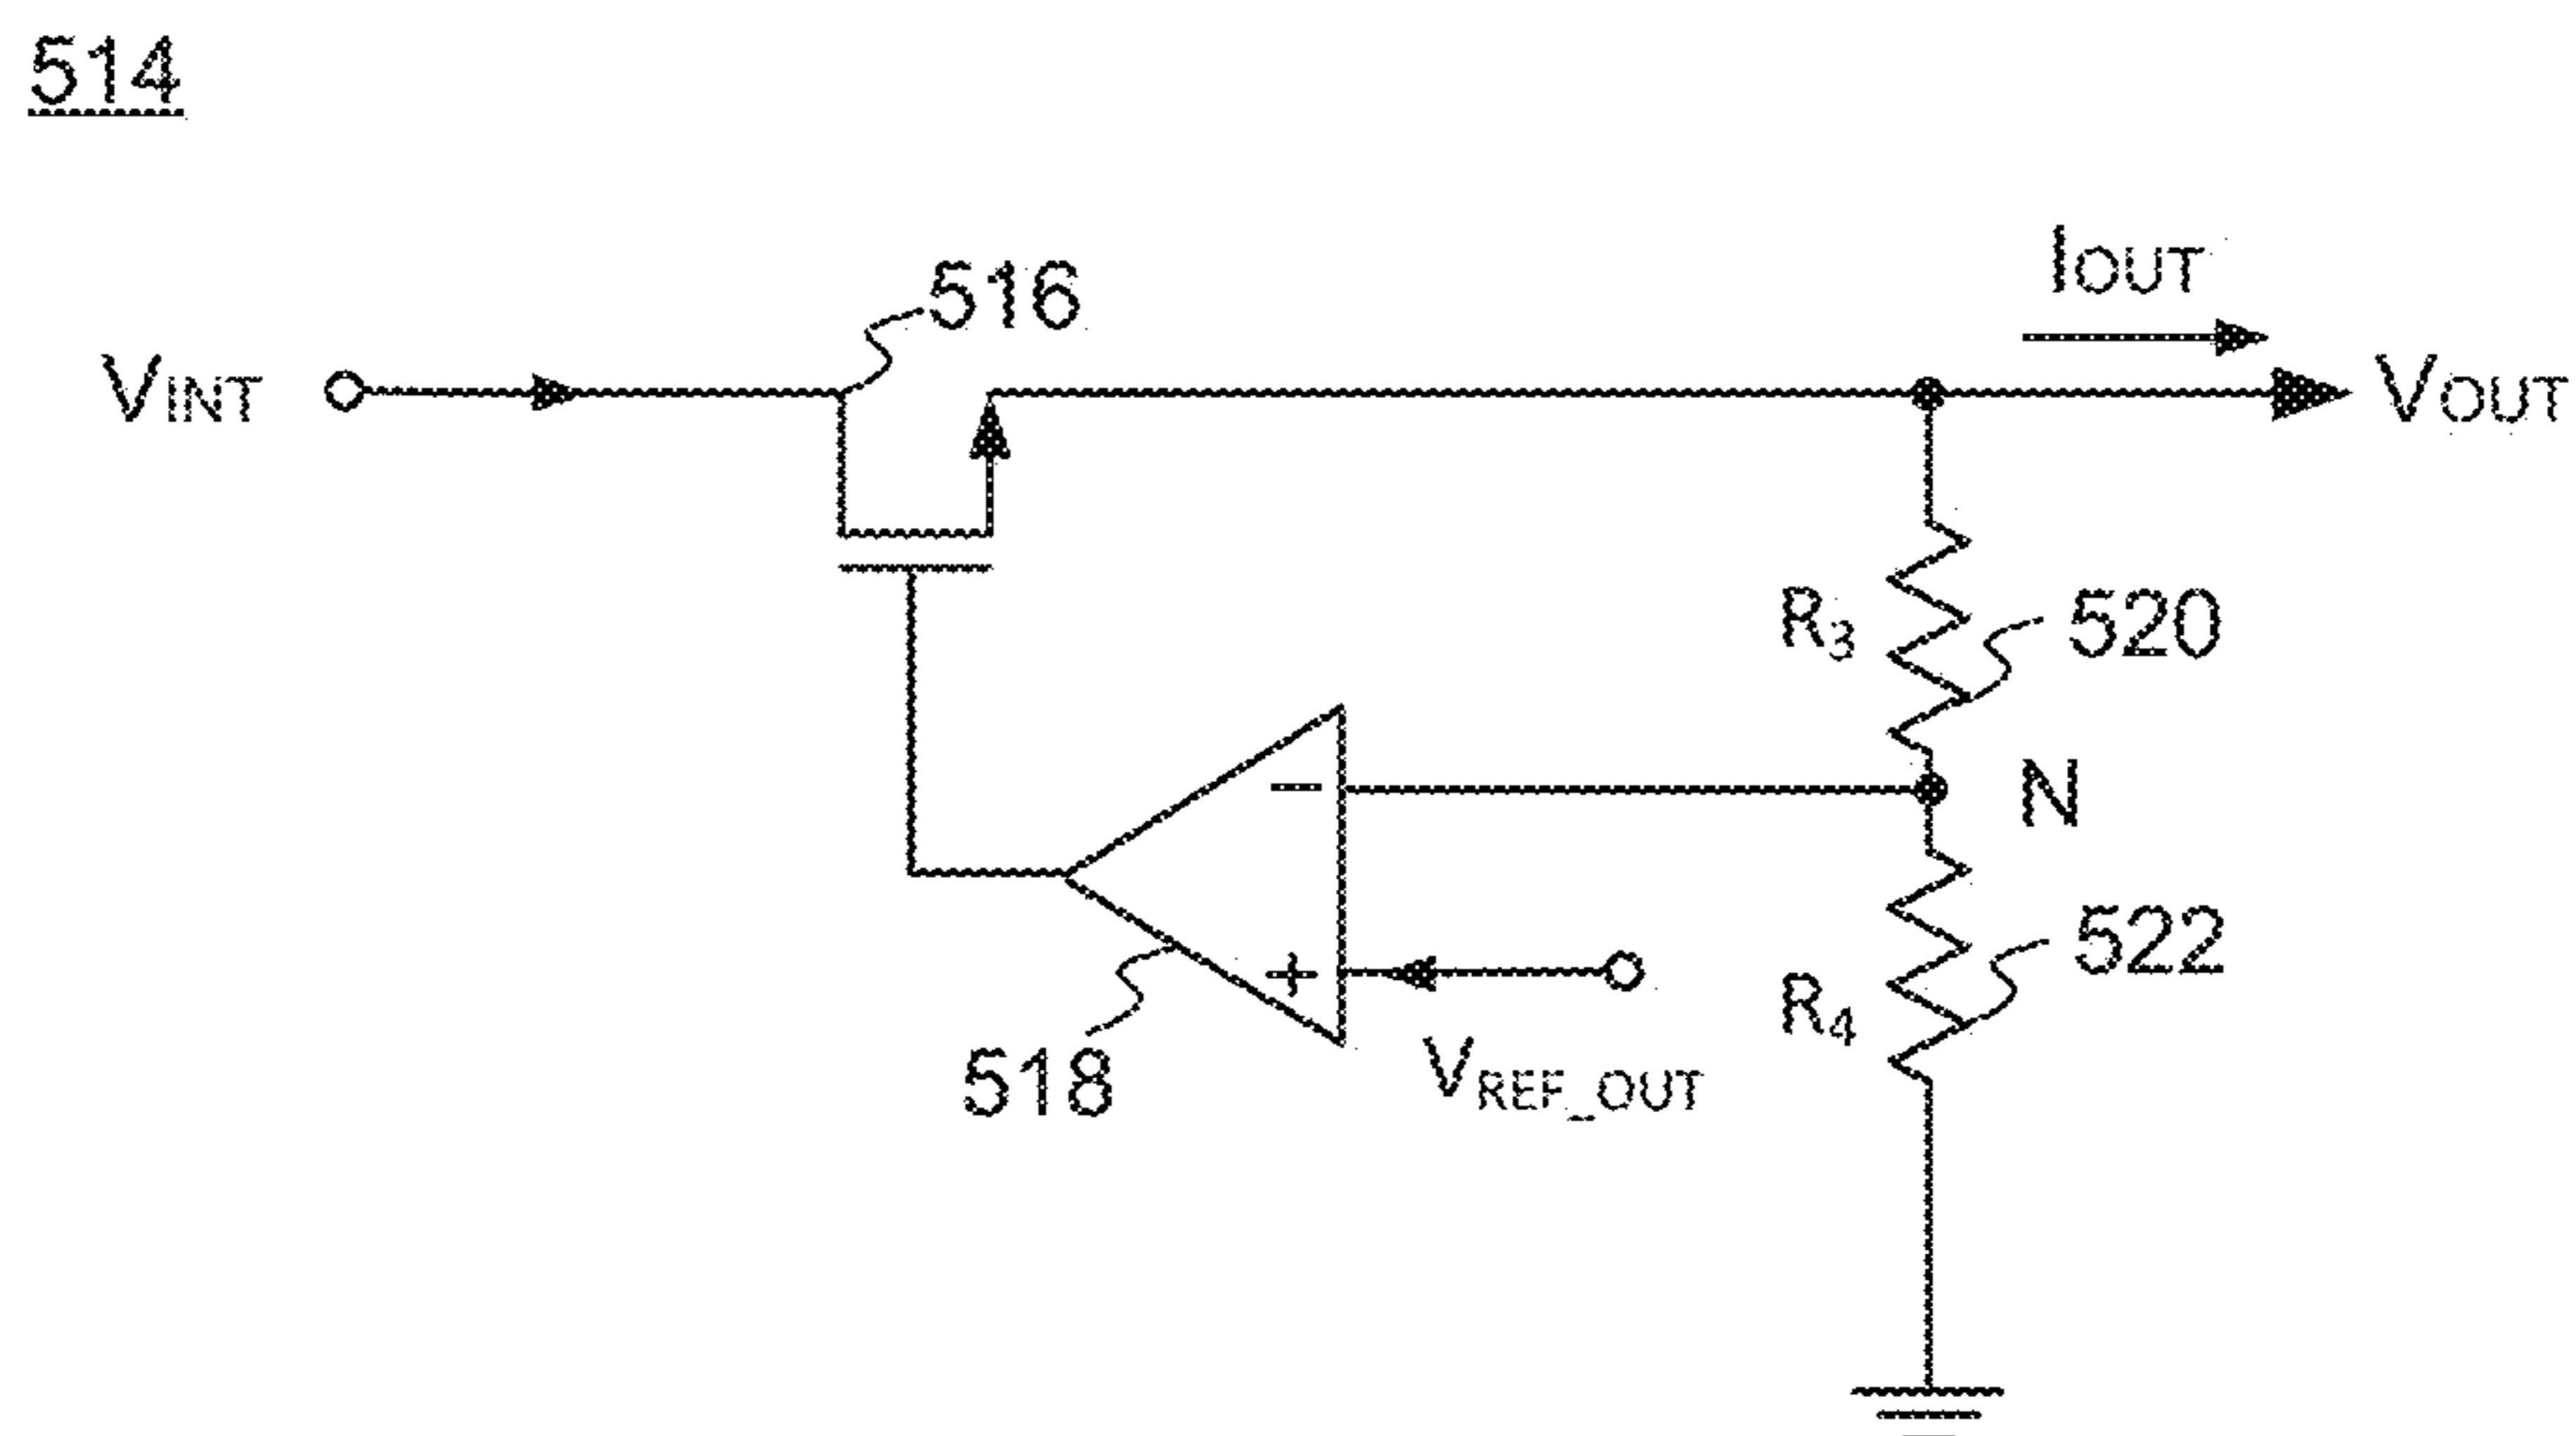 514
516
IOUT
VINT
VOUT
R3
520
N
−
522
+
R4
518
VREF_OUT